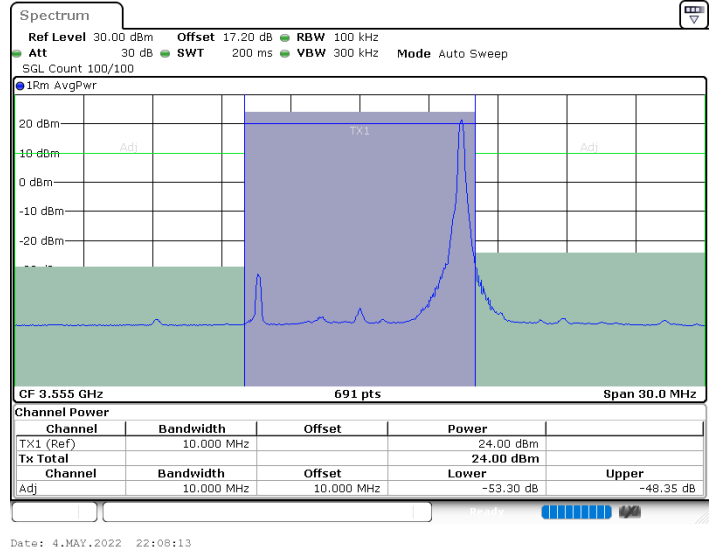 Spectrum
Ref Level 30.00 dBm Offset 17.20 dB RBW 100 kHz
Att 30 dB SWT 200 ms VBW 300 kHz Mode Auto Sweep
SGL Count 100/100
1Rm AvgPwr
20 dBm
TX1
Adj
Adj
10 dBm
0 dBm
-10 dBm
-20 dBm
CF 3.555 GHz 691 pts Span 30.0 MHz
Channel Power
Channel Bandwidth Offset Power
TX1 (Ref) 10.000 MHz 24.00 dBm
Tx Total 24.00 dBm
Channel Bandwidth Offset Lower Upper
Adj 10.000 MHz 10.000 MHz -53.30 dB -48.35 dB
Ready
Date: 4.MAY.2022 22:08:13